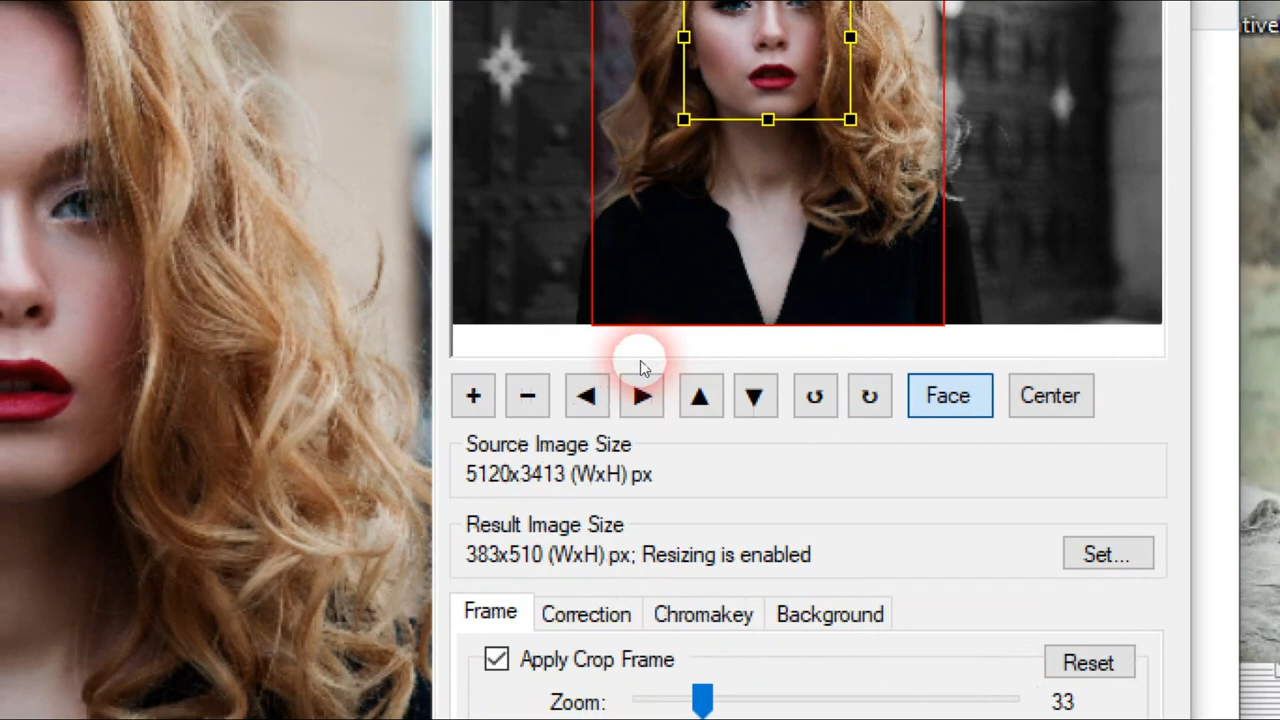 tive
+ − ◀ ▶ ▲ ▼ ↺ ↻ Face Center
Source Image Size
5120x3413 (WxH) px
Result Image Size
383x510 (WxH) px; Resizing is enabled
Set...
Frame Correction Chromakey Background
Apply Crop Frame
Reset
Zoom:
33